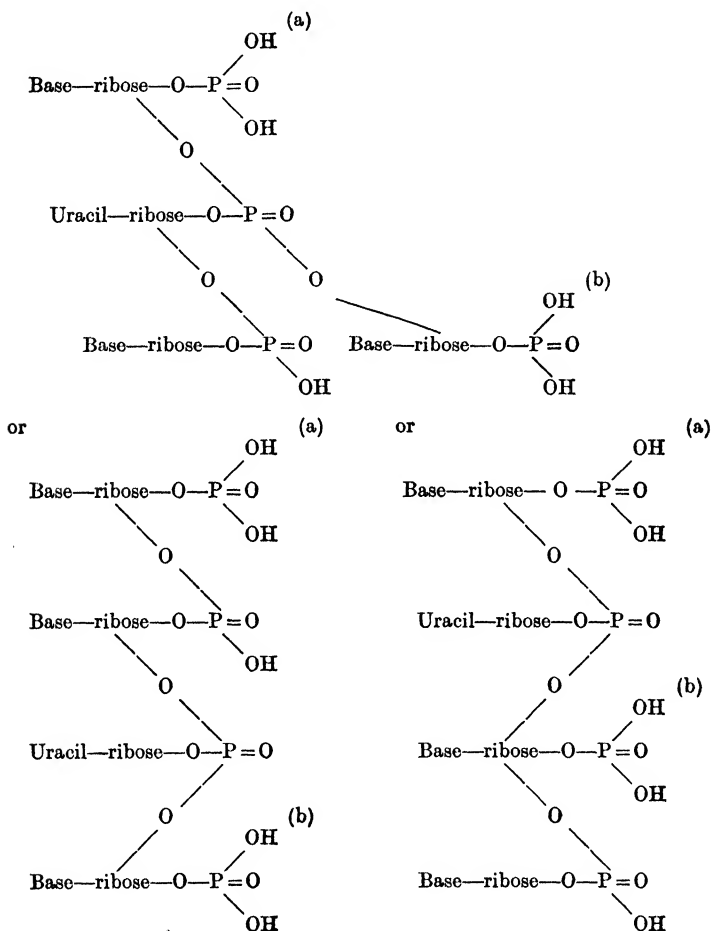 (a)
OH
Base—ribose—O—P=O
OH
O
Uracil—ribose—O—P=O
O O
(b)
OH
Base—ribose—O—P=O Base—ribose—O—P=O
OH OH
or (a) or (a)
OH OH
Base—ribose—O—P=O Base—ribose—O—P=O
OH OH
O O
Base—ribose—O—P=O Uracil—ribose—O—P=O
OH
O O
(b)
OH
Uracil—ribose—O—P=O Base—ribose—O—P=O
OH
O (b) O
OH
Base—ribose—O—P=O Base—ribose—O—P=O
OH OH